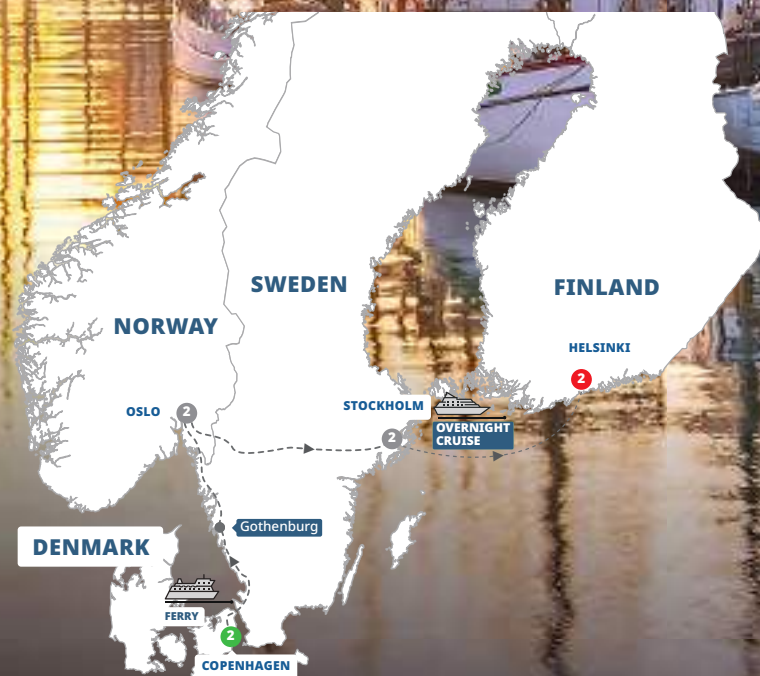 SWEDEN
FINLAND
NORWAY
HELSINKI
2
OSLO
2
STOCKHOLM
2
OVERNIGHT
CRUISE
Gothenburg
DENMARK
FERRY
2
COPENHAGEN